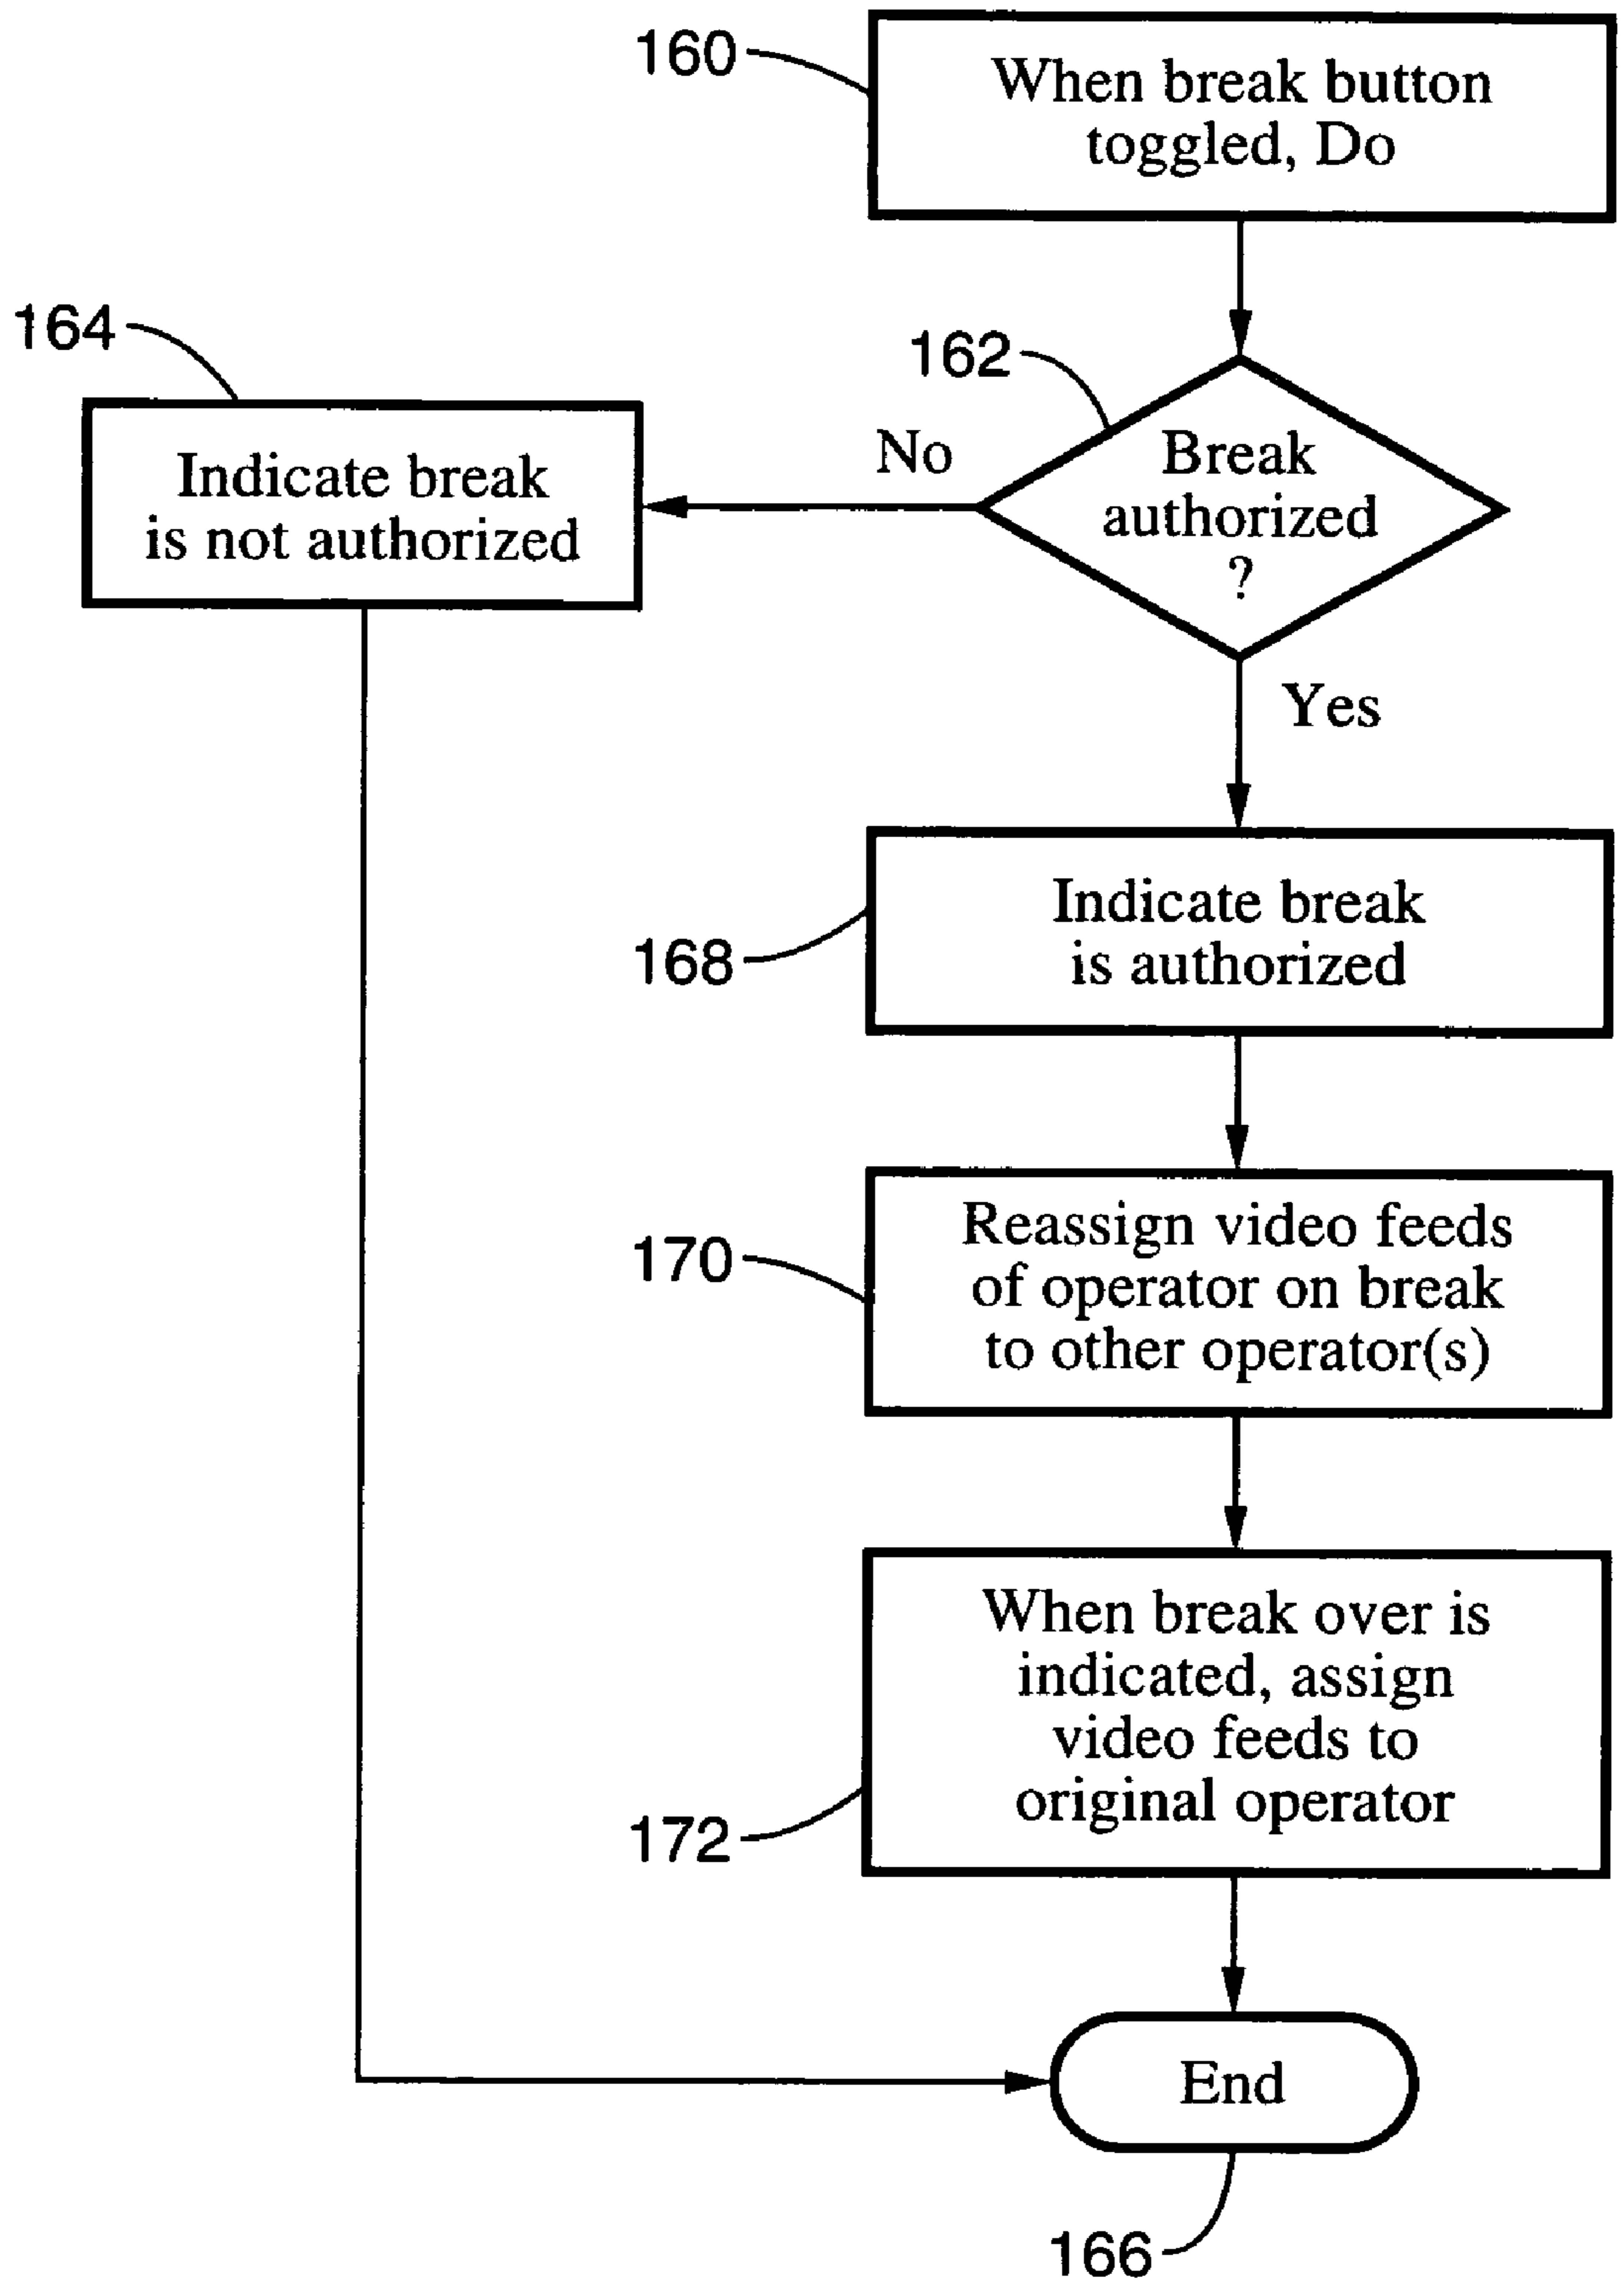 160
When break button
toggled, Do
164
162
No
Break
authorized
?
Indicate break
is not authorized
Yes
168
Indicate break
is authorized
170
Reassign video feeds
of operator on break
to other operator(s)
When break over is
indicated, assign
video feeds to
original operator
172
End
166